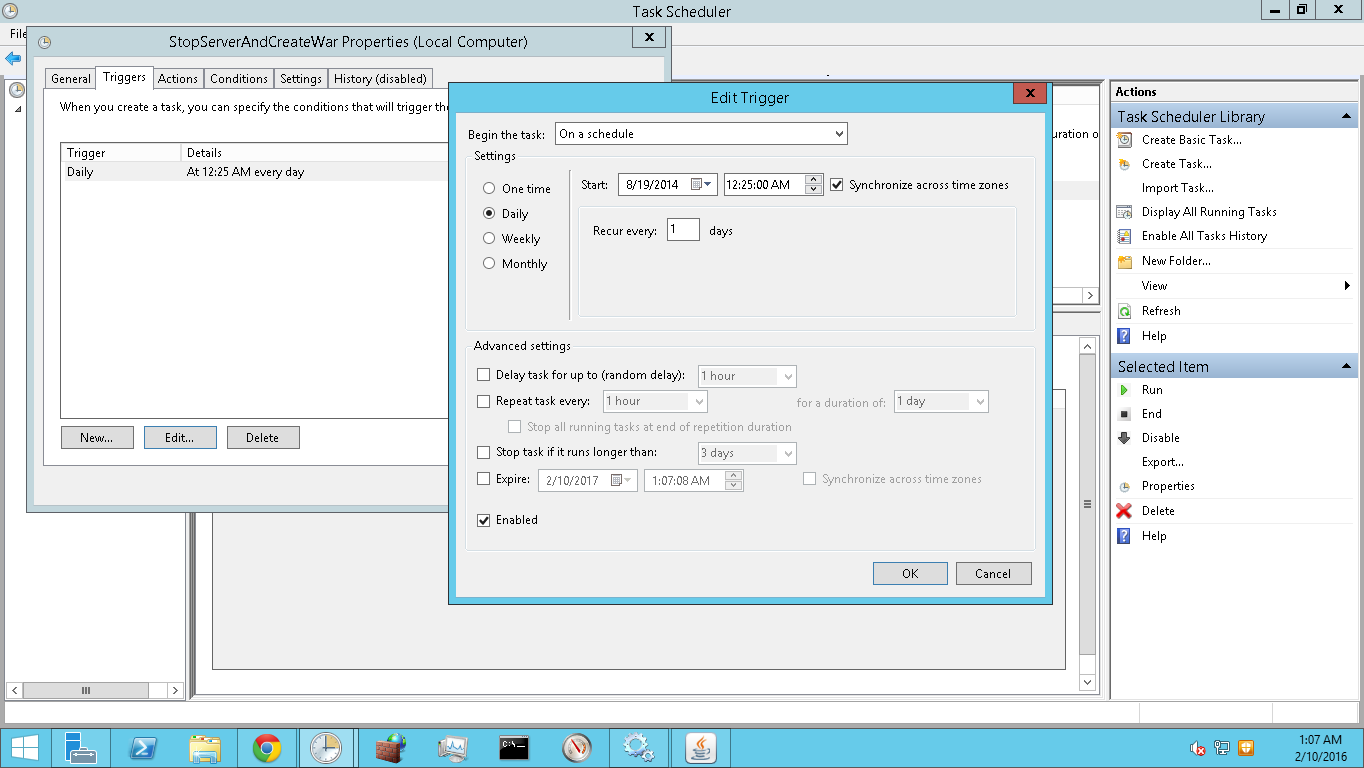 Task Scheduler
File
StopServerAndCreateWar Properties (Local Computer)
General Triggers Actions Conditions Settings History (disabled)
When you create a task, you can specify the conditions that will trigger the
Trigger Details
Daily At 12:25 AM every day
New... Edit... Delete
Edit Trigger
Begin the task: On a schedule
Settings
One time
Daily
Weekly
Monthly
Start: 8/19/2014 12:25:00 AM Synchronize across time zones
Recur every: 1 days
Advanced settings
Delay task for up to (random delay): 1 hour
Repeat task every: 1 hour for a duration of: 1 day
Stop all running tasks at end of repetition duration
Stop task if it runs longer than: 3 days
Expire: 2/10/2017 1:07:08 AM Synchronize across time zones
Enabled
OK Cancel
uration o
Actions
Task Scheduler Library
Create Basic Task...
Create Task...
Import Task...
Display All Running Tasks
Enable All Tasks History
New Folder...
View
Refresh
Help
Selected Item
Run
End
Disable
Export...
Properties
Delete
Help
C:\_
1:07 AM
2/10/2016